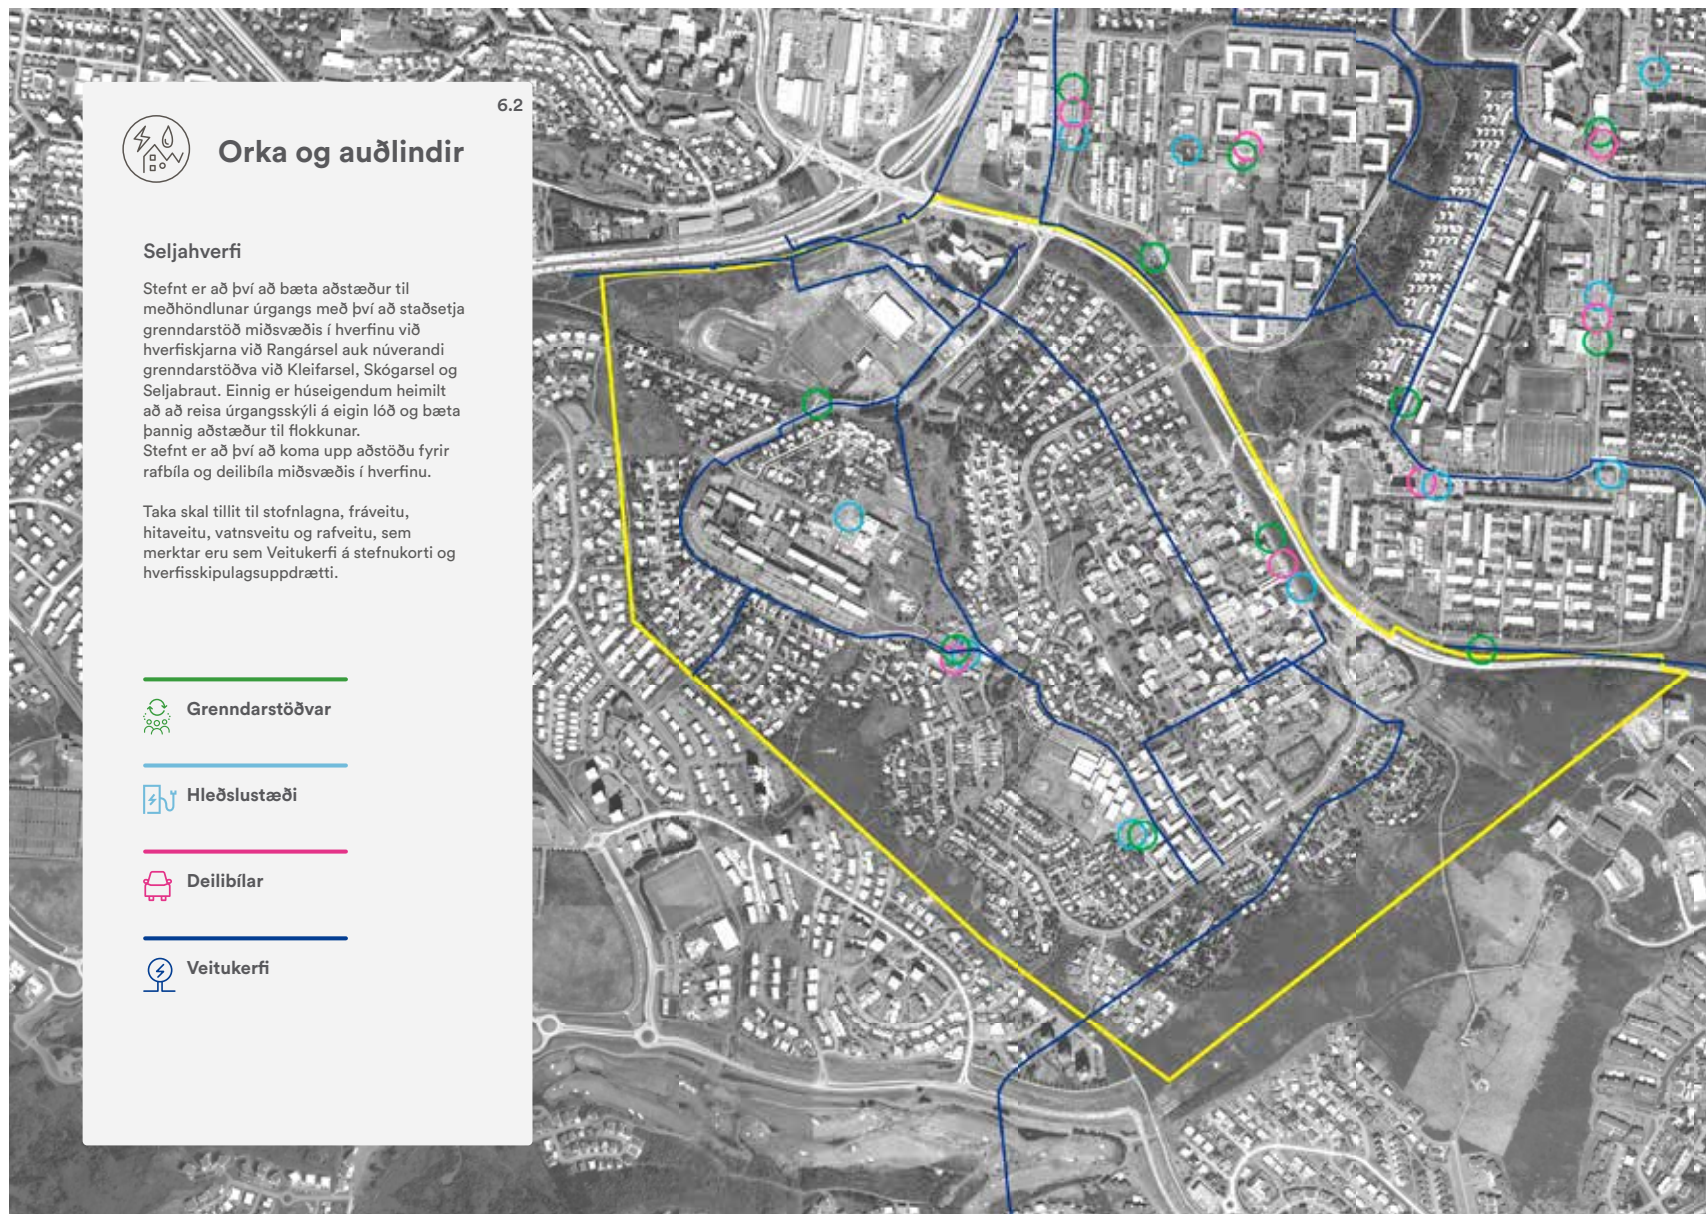 6.2
Orka og auðlindir
Seljahverfi
Stefnt er að því að bæta aðstæður til
meðhöndlunar úrgangs með því að staðsetja
grenndarstöð miðsvæðis í hverfinu við
hverfiskjarna við Rangársel auk núverandi
grenndarstöðva við Kleifarsel, Skógarsel og
Seljabraut. Einnig er húseigendum heimilt
að að reisa úrgangsskýli á eigin lóð og bæta
þannig aðstæður til flokkunar.
Stefnt er að því að koma upp aðstöðu fyrir
rafbíla og deilibíla miðsvæðis í hverfinu.
Taka skal tillit til stofnlagna, fráveitu,
hitaveitu, vatnsveitu og rafveitu, sem
merktar eru sem Veitukerfi á stefnukorti og
hverfisskipulagsuppdrætti.
Grenndarstöðvar
Hleðslustæði
Deilibílar
Veitukerfi